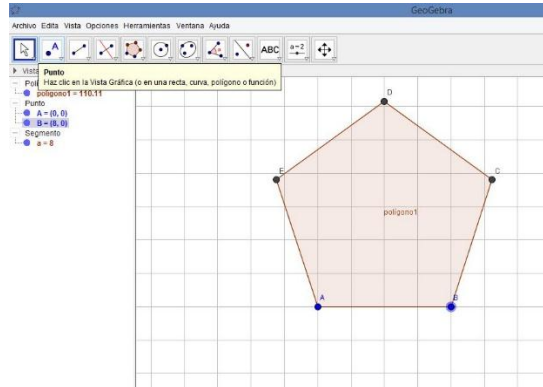 GeoGebra
Archivo Edita Vista Opciones Herramientas Ventana Ayuda
A
ABC
a=2
Vista
Punto
Haz clic en la Vista Gráfica (o en una recta, curva, polígono o función)
Polí
polígono1 = 110.11
Punto
A = (0, 0)
B = (8, 0)
Segmento
a = 8
D
E
C
polígono1
A
B